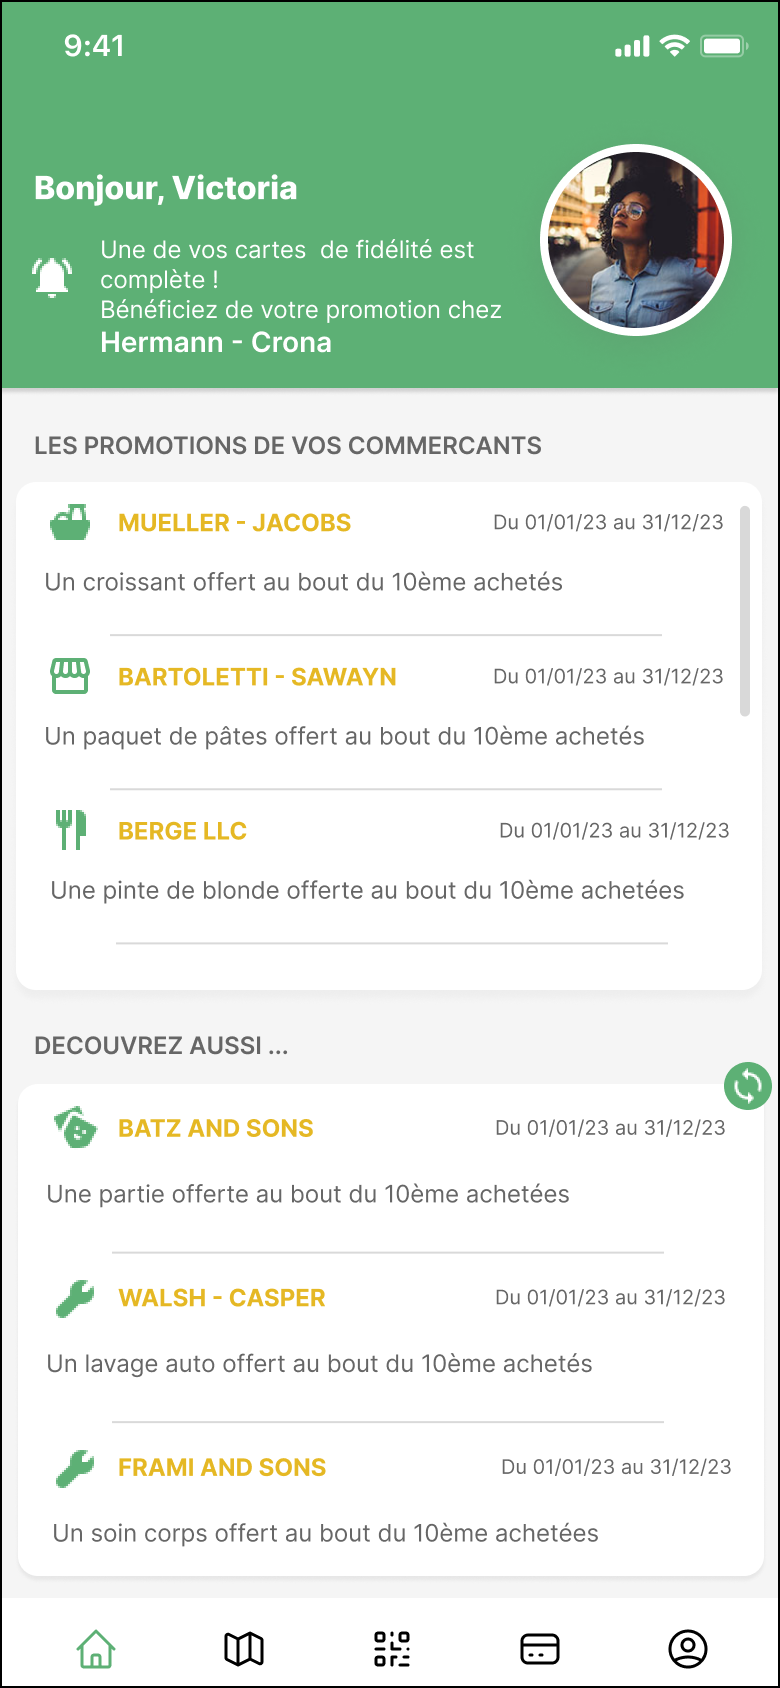 9:41
Bonjour, Victoria
Une de vos cartes  de fidélité est
complète !
Bénéficiez de votre promotion chez
Hermann - Crona
LES PROMOTIONS DE VOS COMMERCANTS
MUELLER - JACOBS Du 01/01/23 au 31/12/23
Un croissant offert au bout du 10ème achetés
BARTOLETTI - SAWAYN Du 01/01/23 au 31/12/23
Un paquet de pâtes offert au bout du 10ème achetés
BERGE LLC Du 01/01/23 au 31/12/23
Une pinte de blonde offerte au bout du 10ème achetées
DECOUVREZ AUSSI ...
BATZ AND SONS Du 01/01/23 au 31/12/23
Une partie offerte au bout du 10ème achetées
WALSH - CASPER Du 01/01/23 au 31/12/23
Un lavage auto offert au bout du 10ème achetés
FRAMI AND SONS Du 01/01/23 au 31/12/23
Un soin corps offert au bout du 10ème achetées